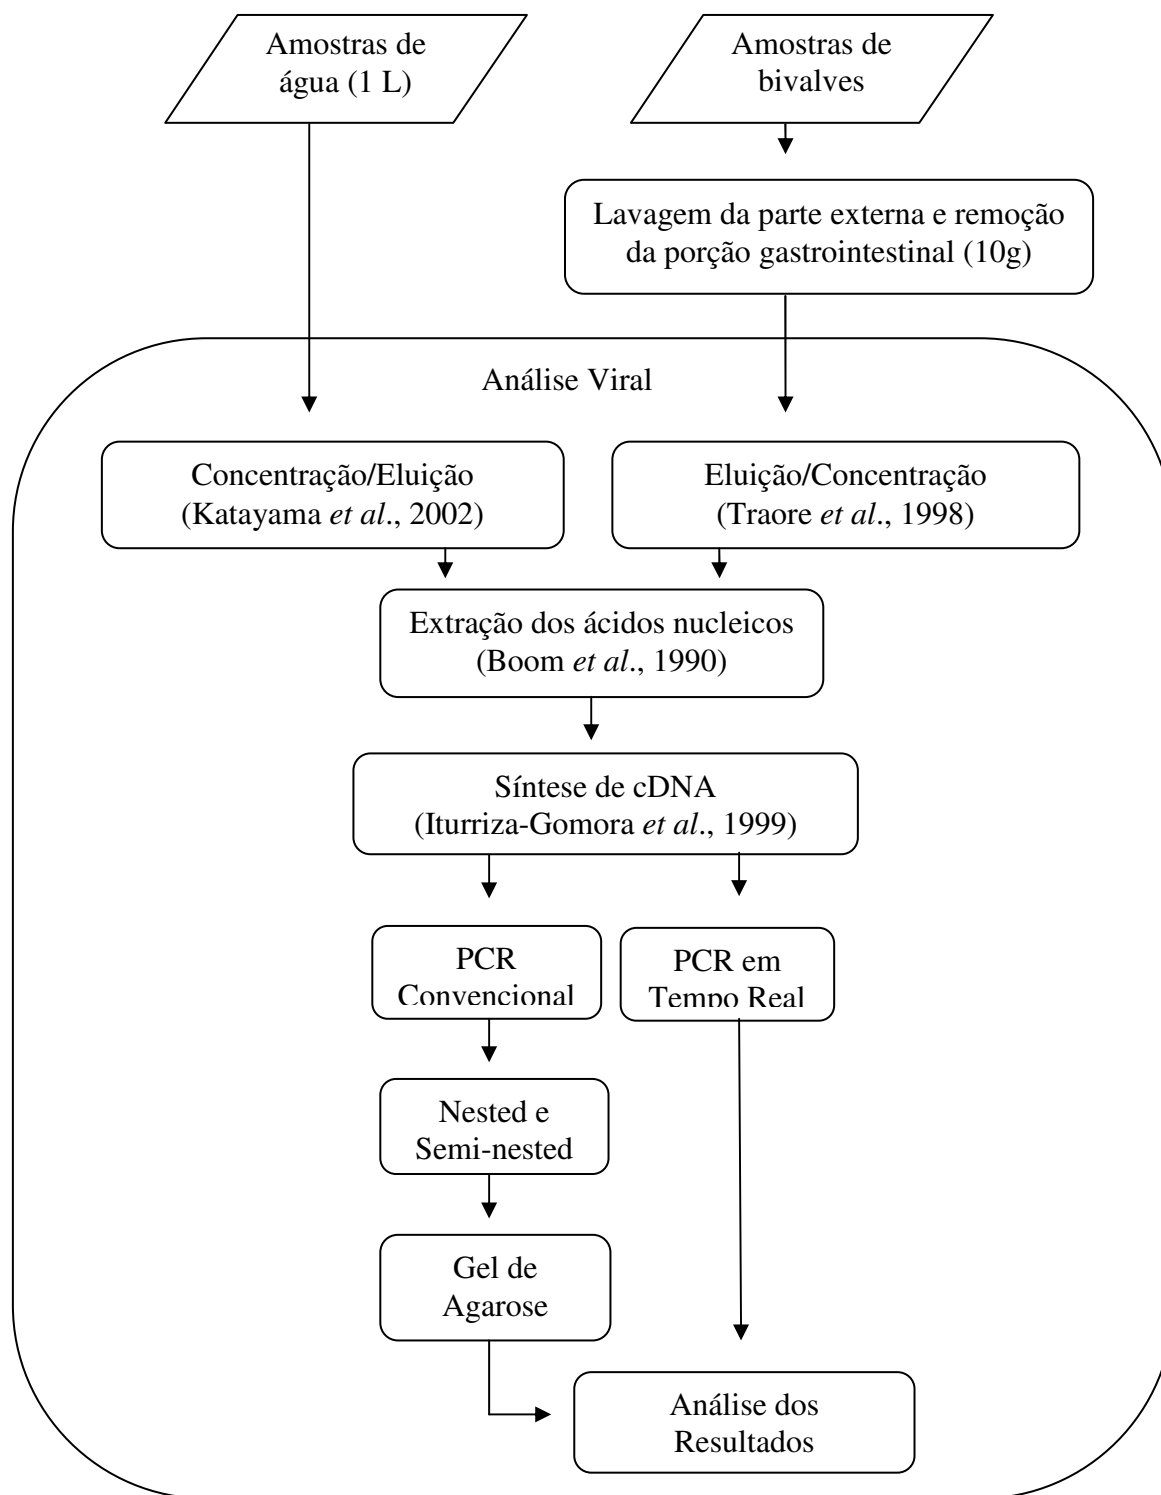 Amostras de
água (1 L)
Amostras de
bivalves
Lavagem da parte externa e remoção
da porção gastrointestinal (10g)
Análise Viral
Concentração/Eluição
(Katayama et al., 2002)
Eluição/Concentração
(Traore et al., 1998)
Extração dos ácidos nucleicos
(Boom et al., 1990)
Síntese de cDNA
(Iturriza-Gomora et al., 1999)
PCR
Convencional
PCR em
Tempo Real
Nested e
Semi-nested
Gel de
Agarose
Análise dos
Resultados